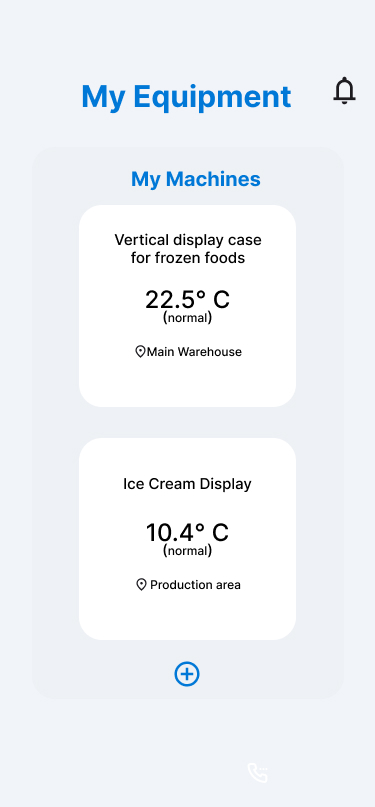 My Equipment
My Machines
Vertical display case
for frozen foods
22.5° C
(normal)
Main Warehouse
Ice Cream Display
10.4° C
(normal)
Production area